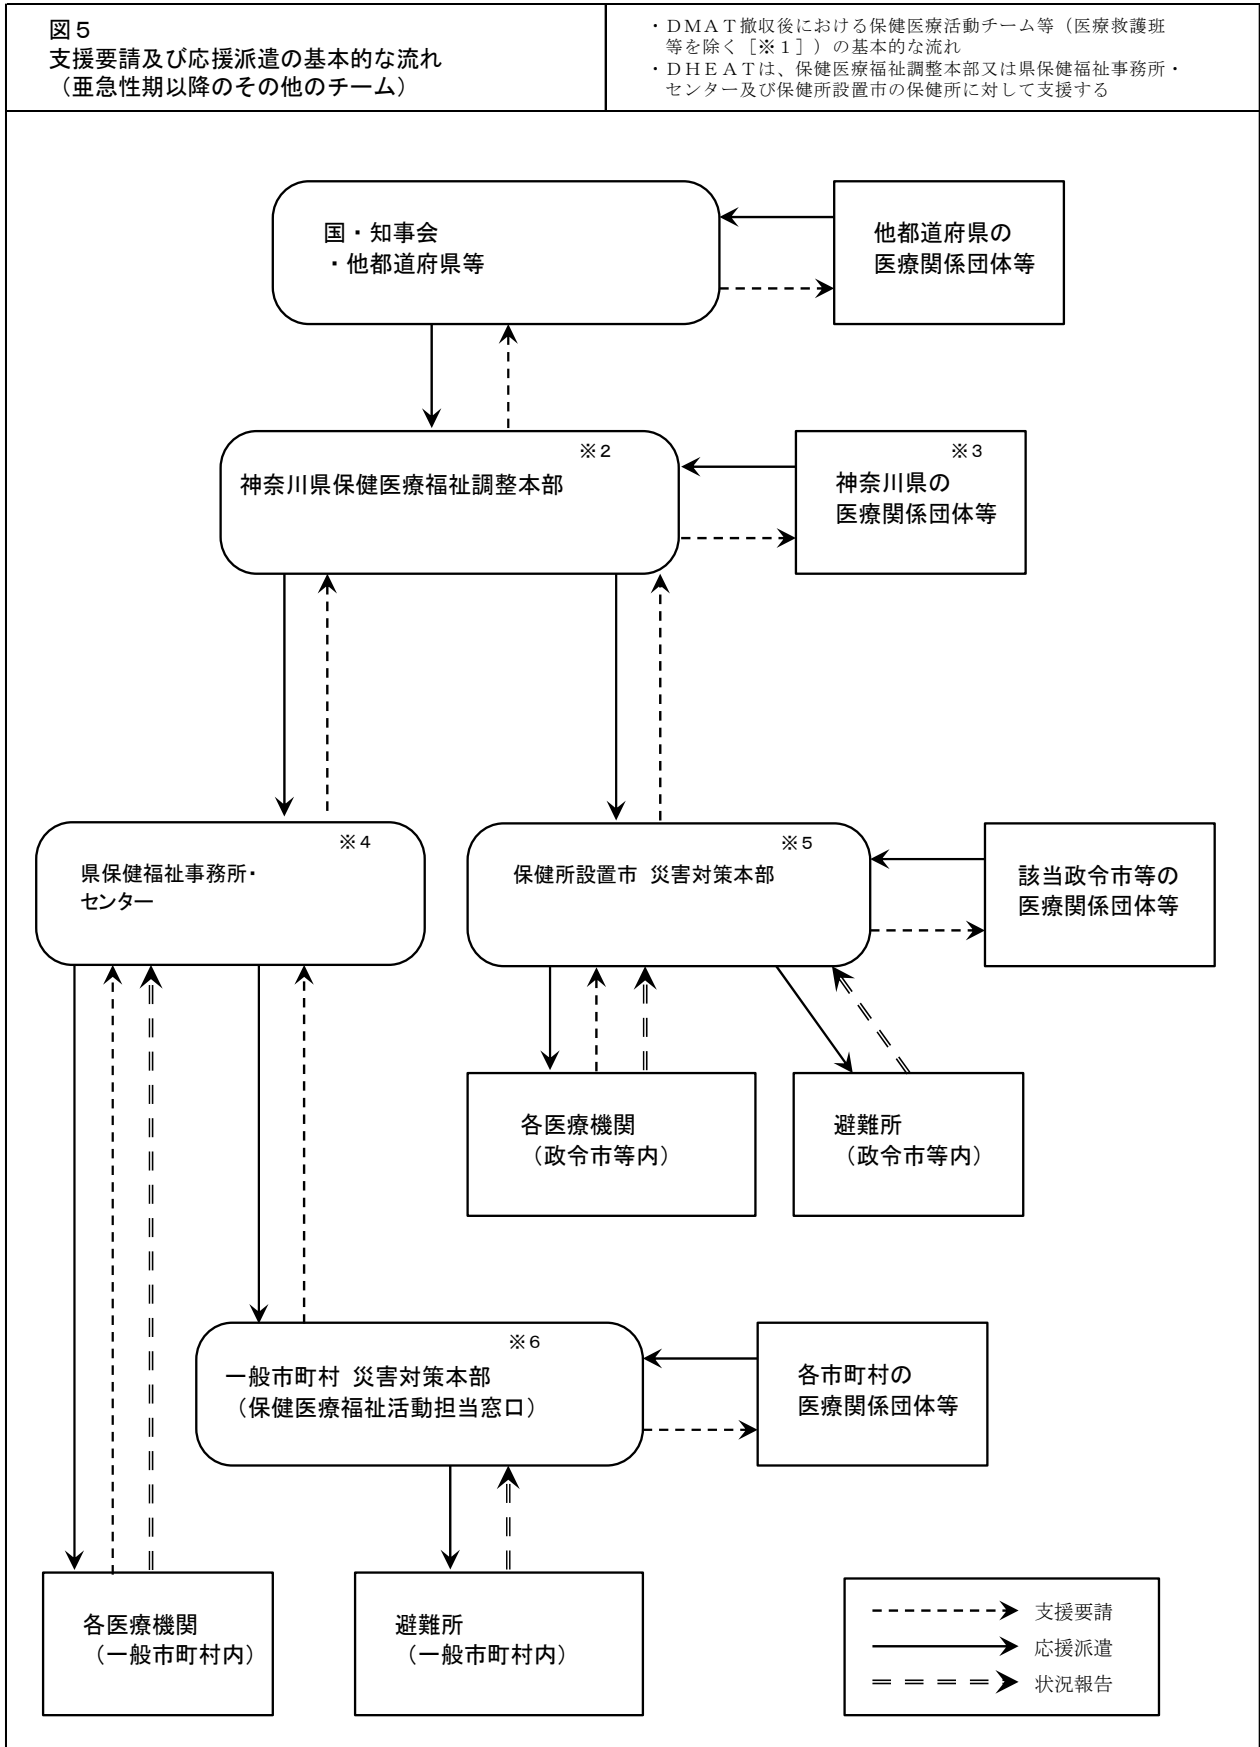 図５
支援要請及び応援派遣の基本的な流れ
（亜急性期以降のその他のチーム）
・ＤＭＡＴ撤収後における保健医療活動チーム等（医療救護班
等を除く［※１］）の基本的な流れ
・ＤＨＥＡＴは、保健医療福祉調整本部又は県保健福祉事務所・
センター及び保健所設置市の保健所に対して支援する
国・知事会
・他都道府県等
他都道府県の
医療関係団体等
※２
神奈川県保健医療福祉調整本部
※３
神奈川県の
医療関係団体等
※４
県保健福祉事務所・
センター
※５
保健所設置市 災害対策本部
該当政令市等の
医療関係団体等
各医療機関
（政令市等内）
避難所
（政令市等内）
※６
一般市町村 災害対策本部
（保健医療福祉活動担当窓口）
各市町村の
医療関係団体等
各医療機関
（一般市町村内）
避難所
（一般市町村内）
支援要請
応援派遣
状況報告